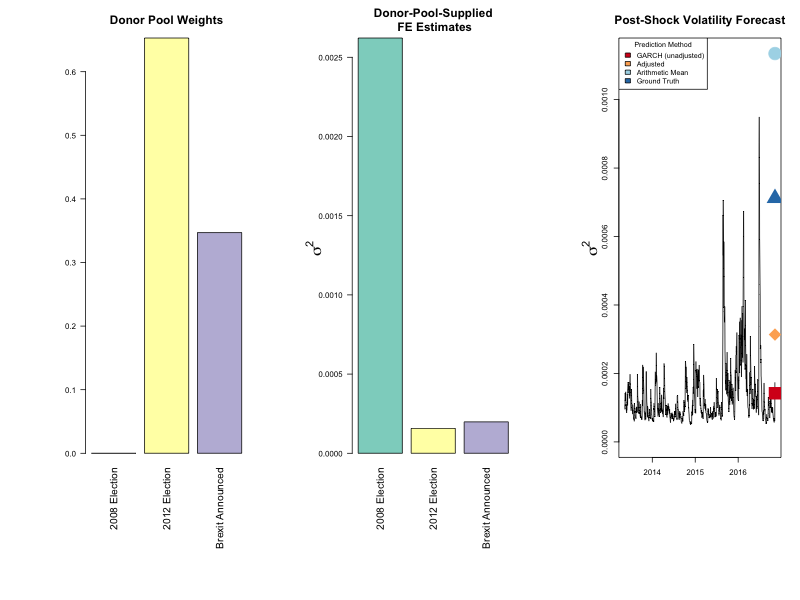 Donor Pool Weights
0.6
0.5
0.4
0.3
0.2
0.1
0.0
2008 Election
2012 Election
Brexit Announced
Donor-Pool-Supplied
FE Estimates
σ2
0.0025
0.0020
0.0015
0.0010
0.0005
0.0000
2008 Election
2012 Election
Brexit Announced
Post-Shock Volatility Forecast
Prediction Method
GARCH (unadjusted)
Adjusted
Arithmetic Mean
Ground Truth
σ2
0.0010
0.0008
0.0006
0.0004
0.0002
0.0000
2014
2015
2016